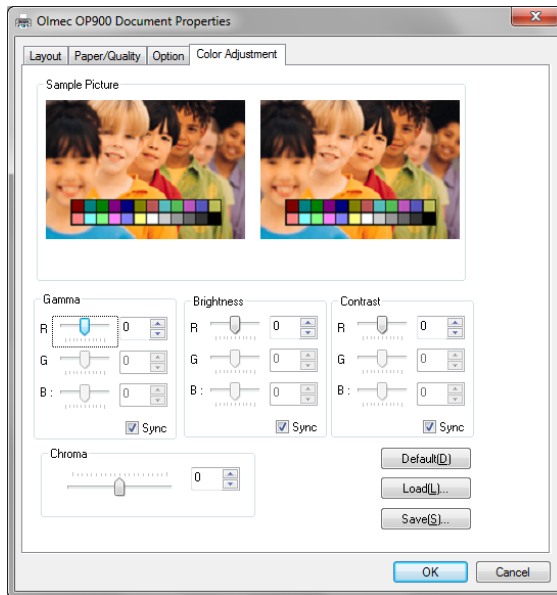 Olmec OP900 Document Properties
Layout Paper/Quality Option Color Adjustment
Sample Picture
Gamma
R 0
G 0
B : 0
Sync
Brightness
R 0
G 0
B : 0
Sync
Contrast
R 0
G 0
B : 0
Sync
Chroma
0
Default(D)
Load(L)...
Save(S)...
OK Cancel